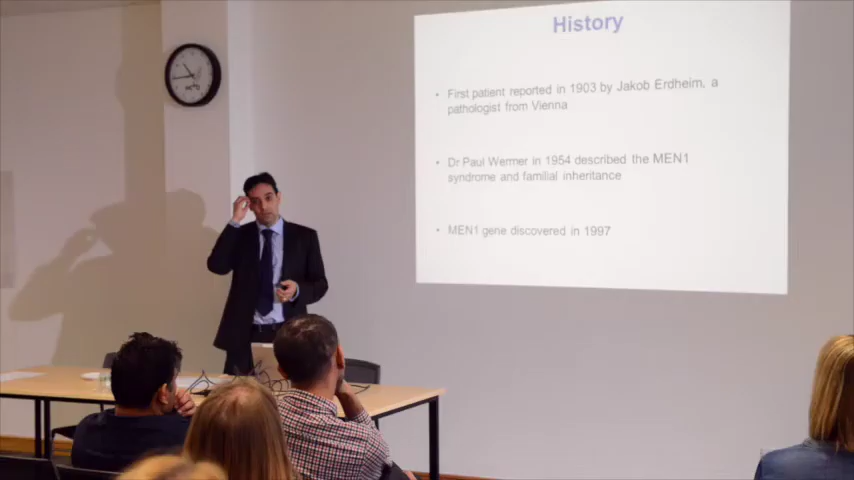 History
• First patient reported in 1903 by Jakob Erdheim, a
pathologist from Vienna
• Dr Paul Wermer in 1954 described the MEN1
syndrome and familial inheritance
• MEN1 gene discovered in 1997